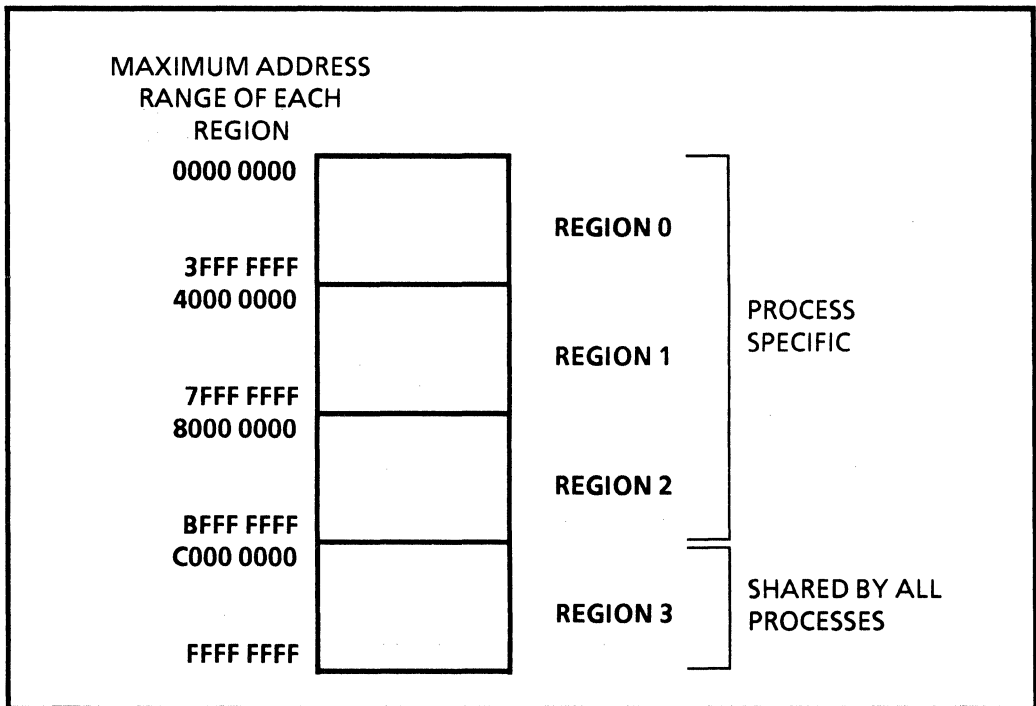 MAXIMUM ADDRESS
RANGE OF EACH
REGION
0000 0000
REGION 0
3FFF FFFF
4000 0000
PROCESS
SPECIFIC
REGION 1
7FFF FFFF
8000 0000
REGION 2
BFFF FFFF
C000 0000
SHARED BY ALL
PROCESSES
REGION 3
FFFF FFFF